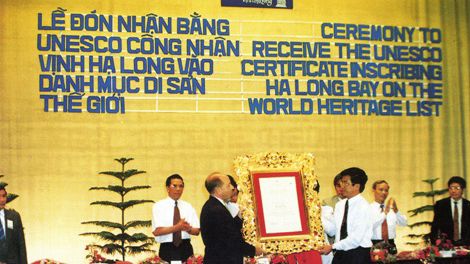 LỄ ĐÓN NHẬN BẰNG
UNESCO CÔNG NHẬN
VỊNH HẠ LONG VÀO
DANH MỤC DI SẢN
THẾ GIỚI
CEREMONY TO
RECEIVE THE UNESCO
CERTIFICATE INSCRIBING
HA LONG BAY ON THE
WORLD HERITAGE LIST